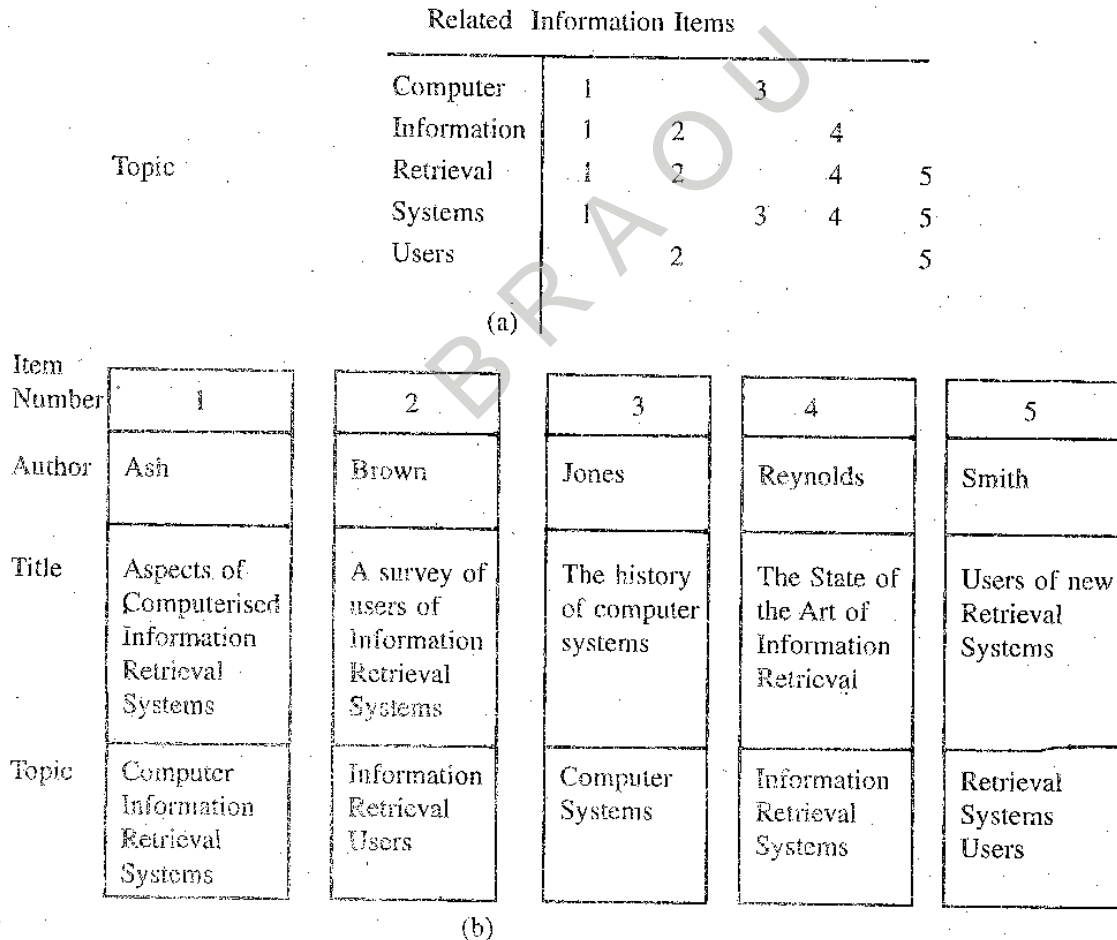 Related Information Items
Computer 1 3
Information 1 2 4
Topic Retrieval 1 2 4 5
Systems 1 3 4 5
Users 2 5
(a)
Item
Number 1 2 3 4 5
Author Ash Brown Jones Reynolds Smith
Title Aspects of A survey of The history The State of Users of new
Computerised users of of computer the Art of Retrieval
Information Information systems Information Systems
Retrieval Retrieval Retrieval
Systems Systems
Topic Computer Information Computer Information Retrieval
Information Retrieval Systems Retrieval Systems
Retrieval Users Systems Users
Systems
(b)
BRAOU